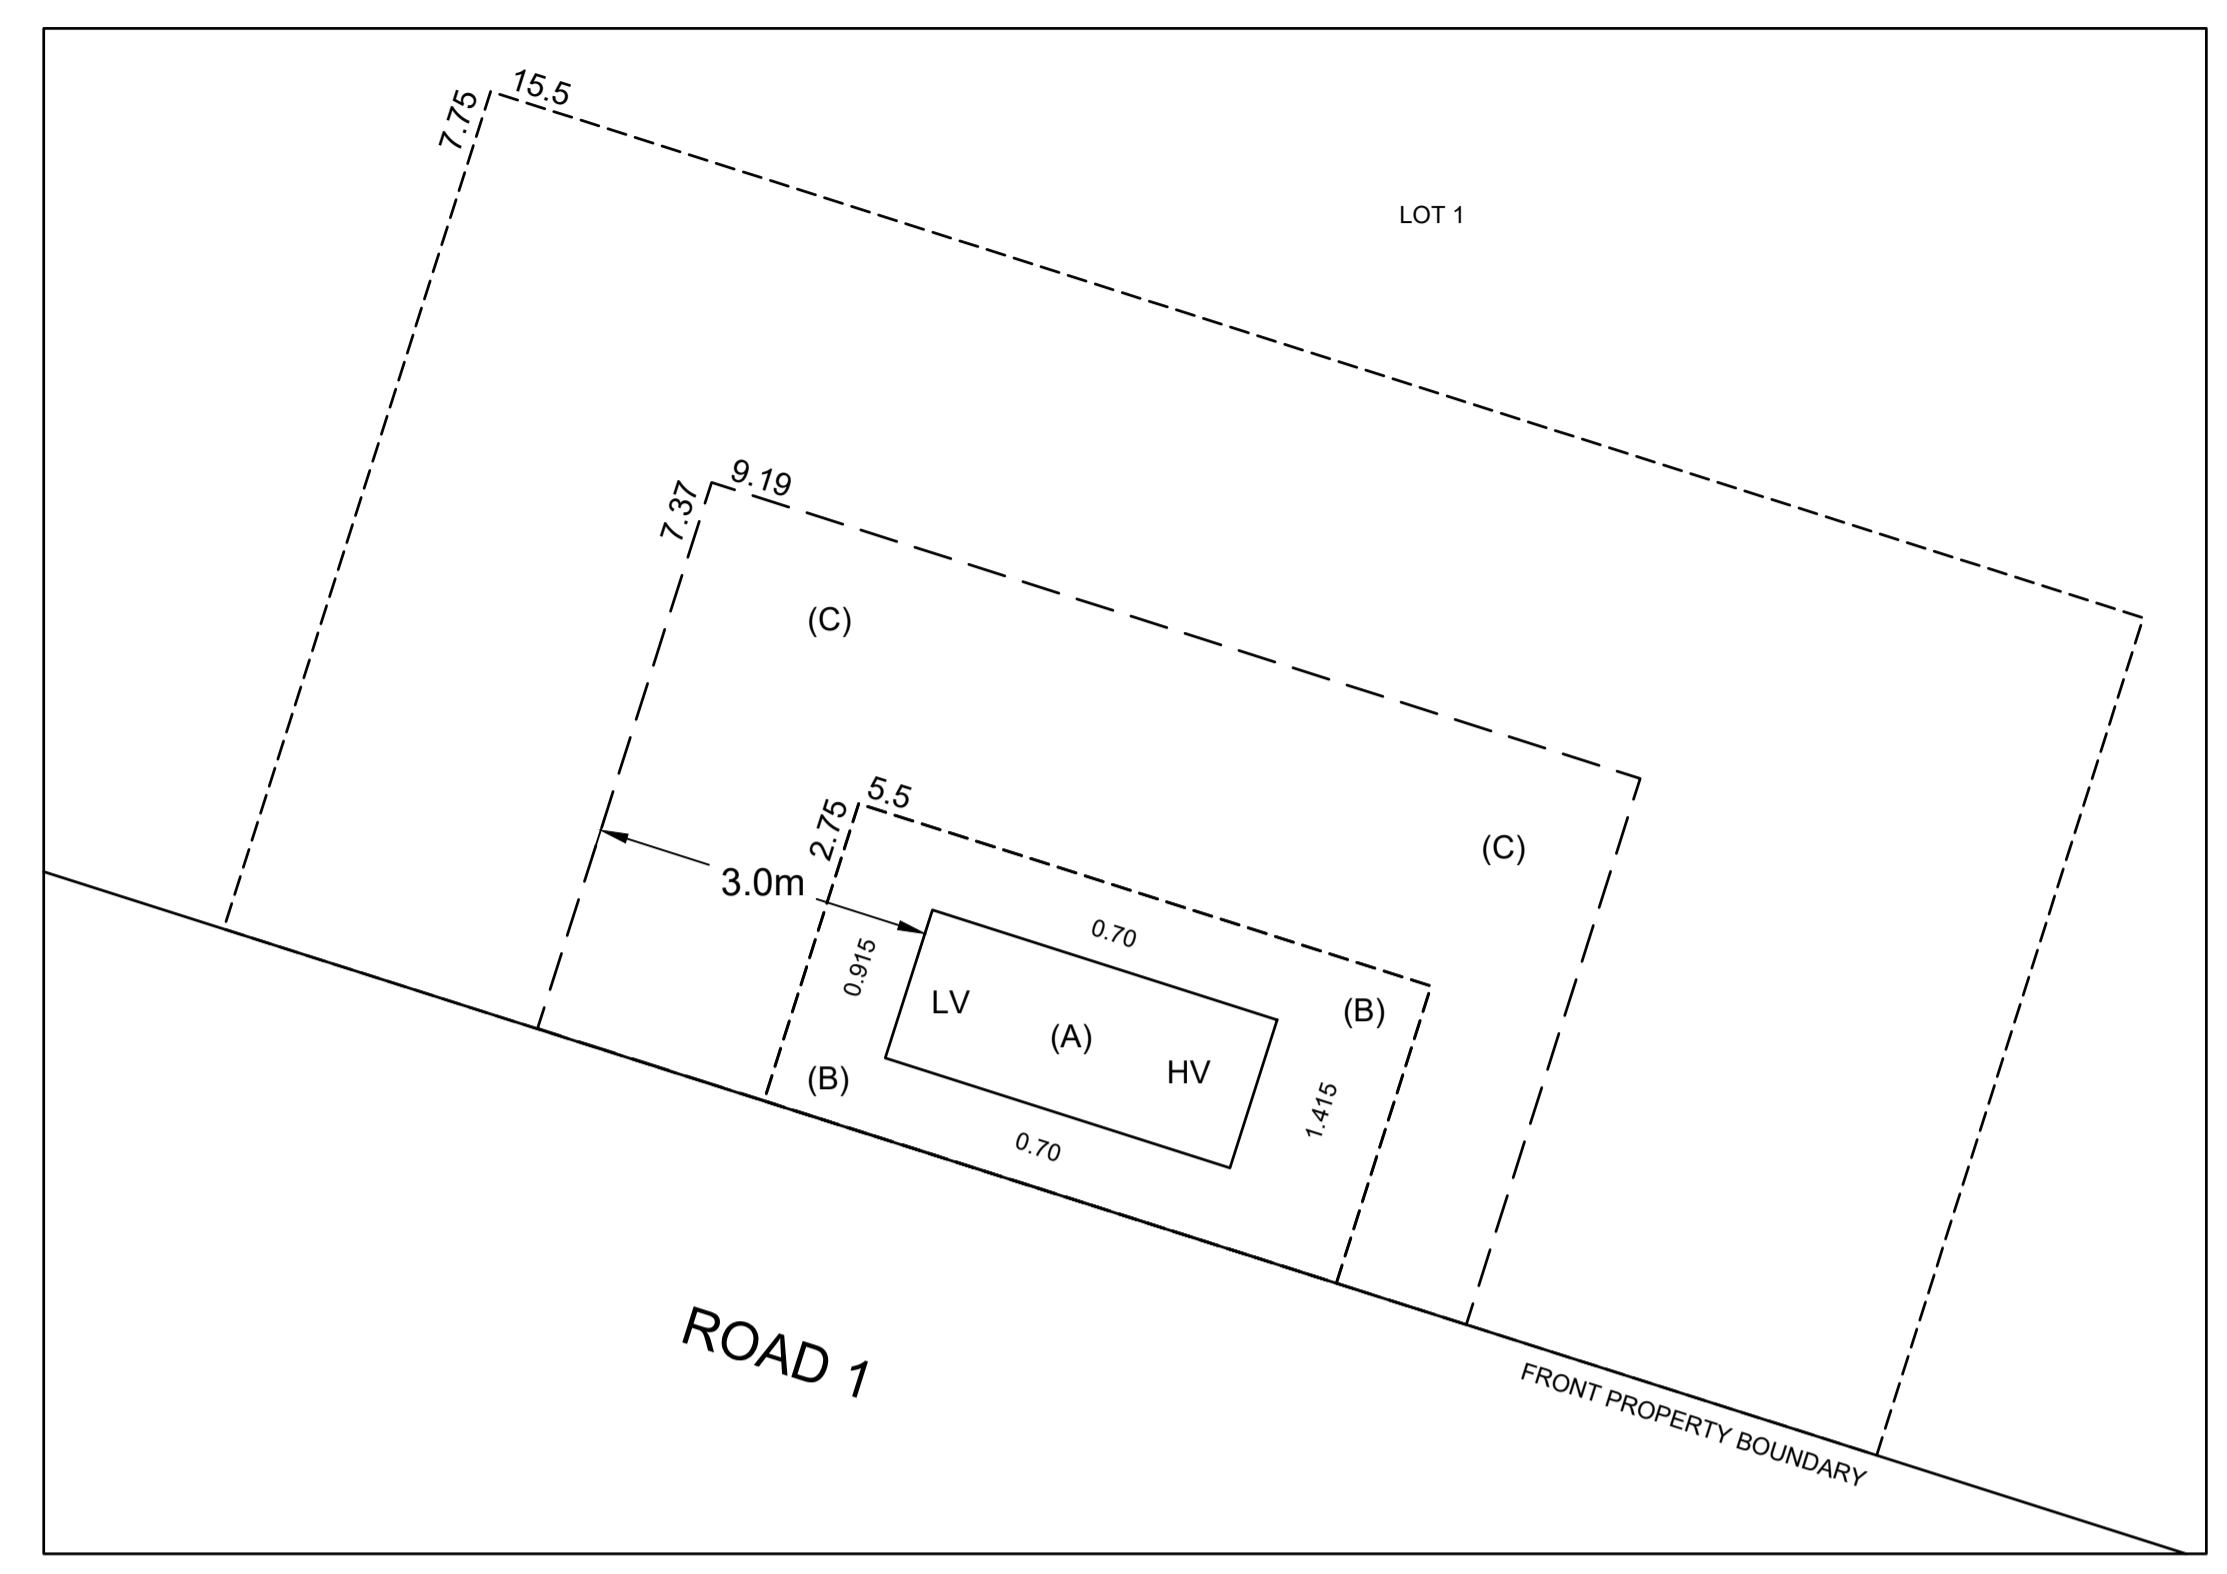 15.5
7.75
LOT 1
9.19
7.37
(C)
5.5
2.75
(C)
3.0m
0.70
0.915
LV
(A)
(B)
HV
(B)
1.415
0.70
ROAD 1
FRONT PROPERTY BOUNDARY